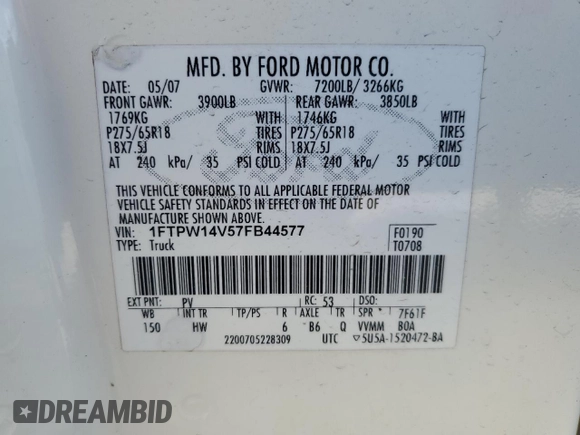 MFD. BY FORD MOTOR CO.
DATE: 05/07 GVWR: 7200LB/ 3266KG
FRONT GAWR: 3900LB REAR GAWR: 3850LB
1769KG WITH 1746KG WITH
P275/65R18 TIRES P275/65R18 TIRES
18X7.5J RIMS 18X7.5J RIMS
AT 240 kPa/ 35 PSI COLD AT 240 kPa/ 35 PSI COLD
THIS VEHICLE CONFORMS TO ALL APPLICABLE FEDERAL MOTOR
VEHICLE SAFETY STANDARDS IN EFFECT ON THE DATE OF
MANUFACTURE SHOWN ABOVE.
VIN: 1FTPW14V57FB44577 F0190
TYPE: Truck T0708
EXT PNT: PV RC: 53 DSO:
WB INT TR TP/PS R AXLE TR SPR * 7F61F
150 HW 6 B6 Q VVMM BOA
2200705228309 UTC ▽5U5A-1520472-BA
Ford
DREAMBID